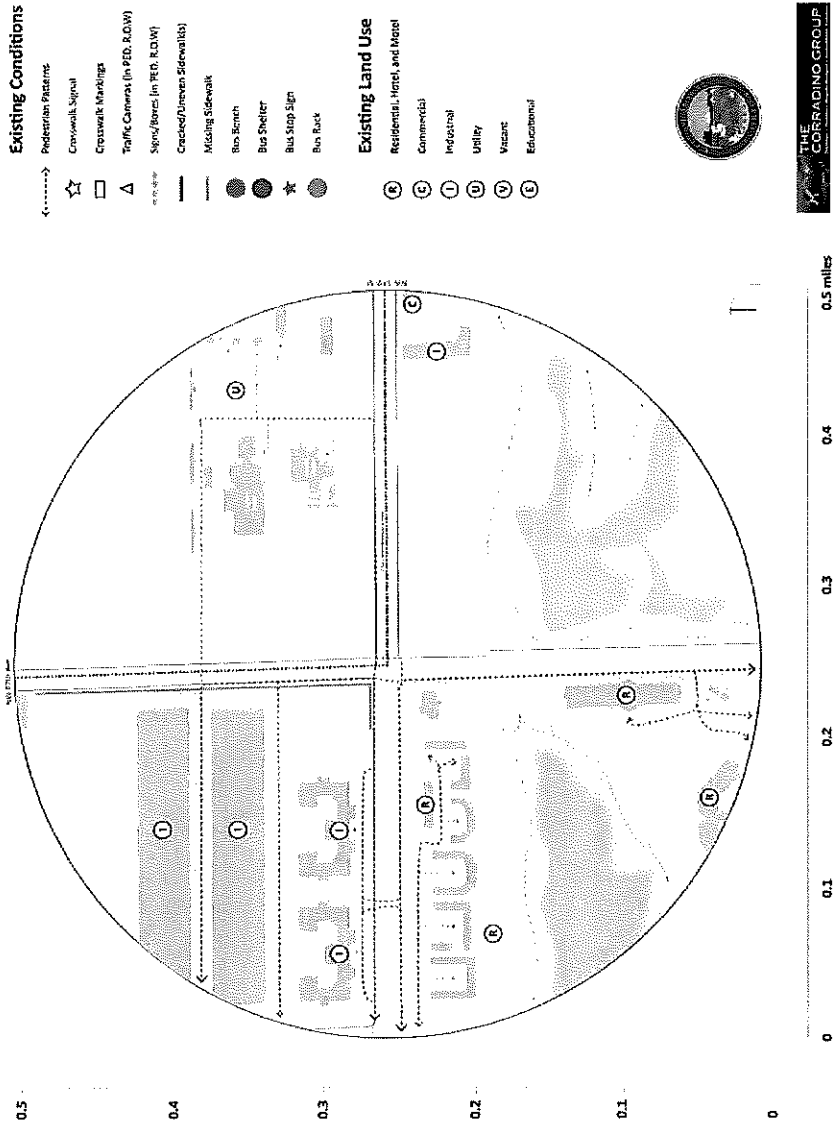 Existing Conditions
Pedestrian Patterns
Crosswalk Signal
Crosswalk Markings
Traffic Cameras (in PED. R.O.W)
Signs/Boxes (in PED. R.O.W)
Cracked/Uneven Sidewalk(s)
Missing Sidewalk
Bus Bench
Bus Shelter
Bus Stop Sign
Bus Rack
Existing Land Use
R Residential, Hotel, and Motel
C Commercial
I Industrial
U Utility
V Vacant
E Educational
THE
CORRADINO GROUP
0.5
0.4
0.3
0.2
0.1
0
0
0.1
0.2
0.3
0.4
0.5 miles
I
I
I
I
U
C
I
R
R
R
R